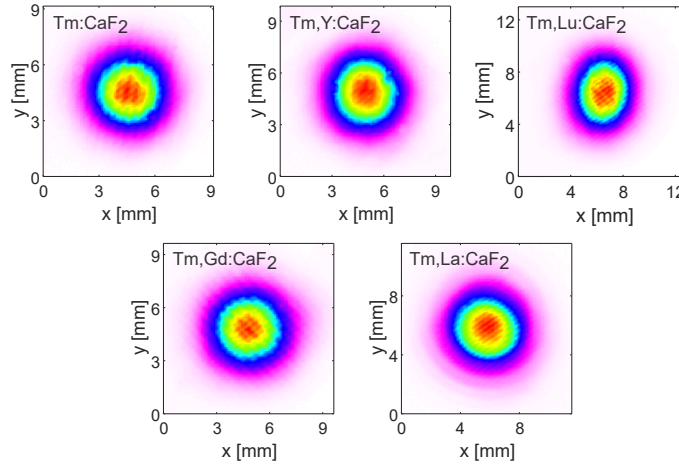 Tm:CaF2
9
6
3
0
y [mm]
0 3 6 9
x [mm]
Tm,Y:CaF2
9
6
3
0
y [mm]
0 3 6 9
x [mm]
Tm,Lu:CaF2
12
8
4
0
y [mm]
0 4 8 12
x [mm]
Tm,Gd:CaF2
9
6
3
0
y [mm]
0 3 6 9
x [mm]
Tm,La:CaF2
8
4
0
y [mm]
0 4 8
x [mm]